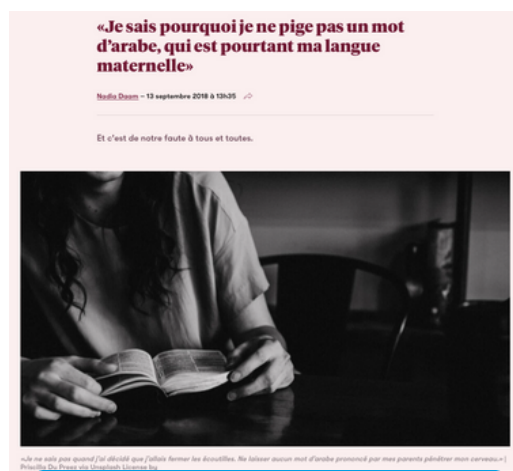 «Je sais pourquoi je ne pige pas un mot
d'arabe, qui est pourtant ma langue
maternelle»
Nadia Daam – 13 septembre 2018 à 13h35
Et c'est de notre faute à tous et toutes.
«Je ne sais pas quand j'ai décidé que j'allais fermer les écoutilles. Ne laisser aucun mot d'arabe prononcé par mes parents pénétrer mon cerveau.» |
Priscilla Du Preez via Unsplash License by